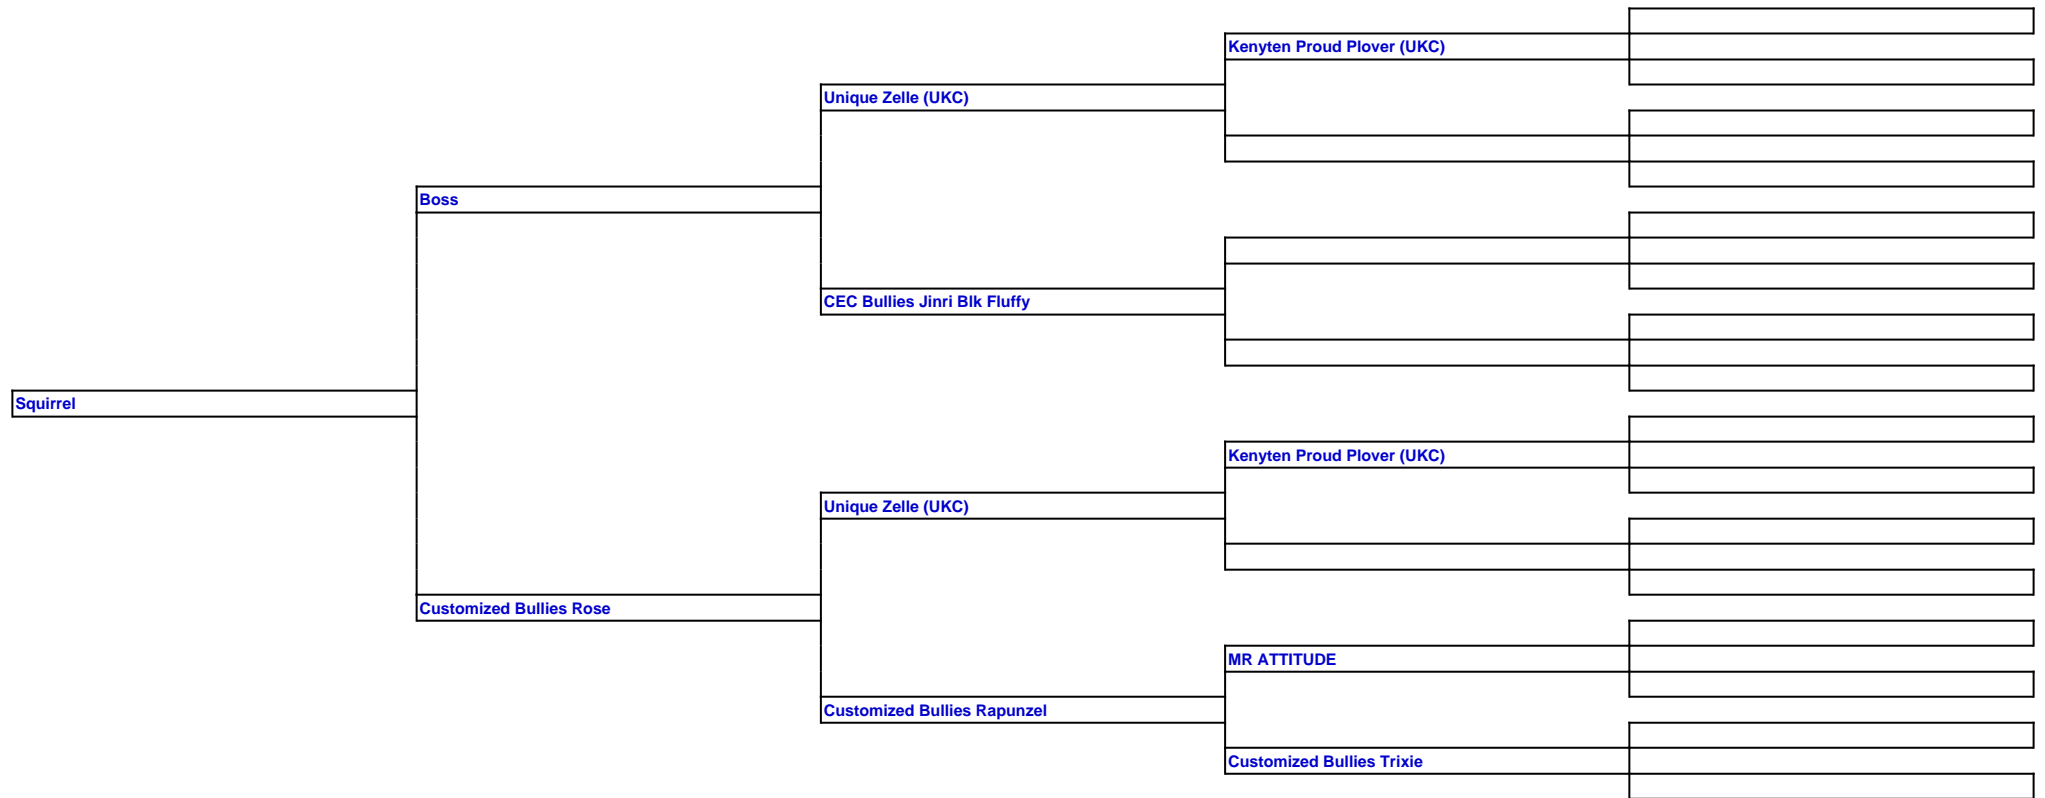 Kenyten Proud Plover (UKC)
Unique Zelle (UKC)
Boss
CEC Bullies Jinri Blk Fluffy
Squirrel
Kenyten Proud Plover (UKC)
Unique Zelle (UKC)
Customized Bullies Rose
MR ATTITUDE
Customized Bullies Rapunzel
Customized Bullies Trixie